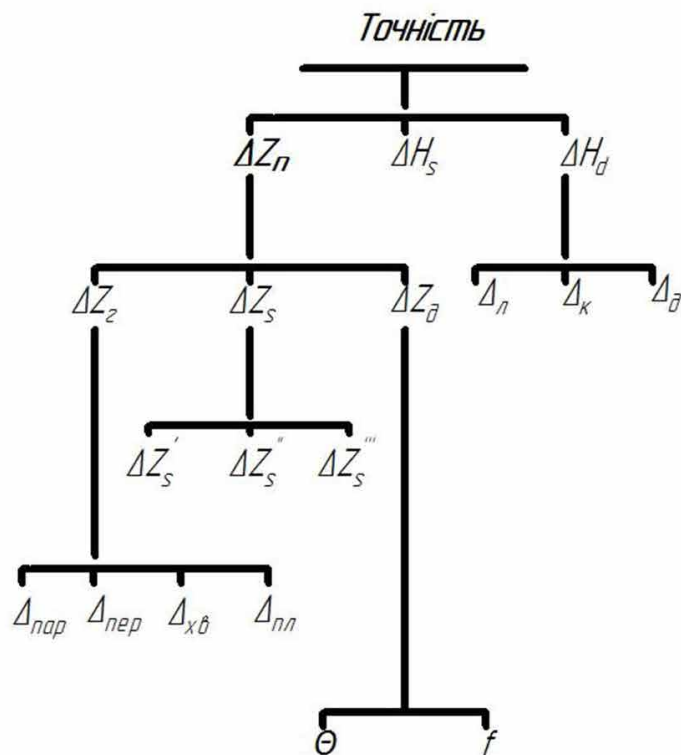 Точність
ΔZп ΔHs ΔHd
ΔZг ΔZs ΔZд Δл Δк Δд
ΔZs' ΔZs'' ΔZs'''
Δпар Δпер Δхв Δпл
Θ f